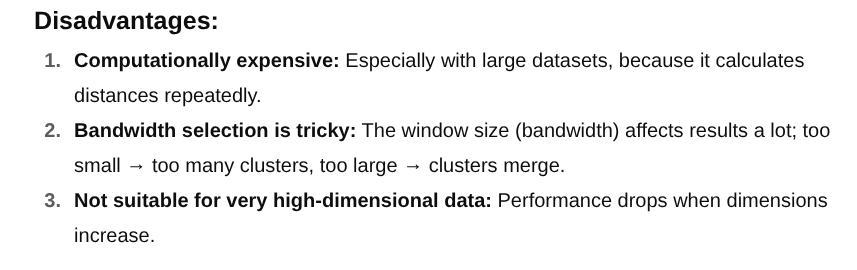 Disadvantages:
1. Computationally expensive: Especially with large datasets, because it calculates
distances repeatedly.
2. Bandwidth selection is tricky: The window size (bandwidth) affects results a lot; too
small → too many clusters, too large → clusters merge.
3. Not suitable for very high-dimensional data: Performance drops when dimensions
increase.